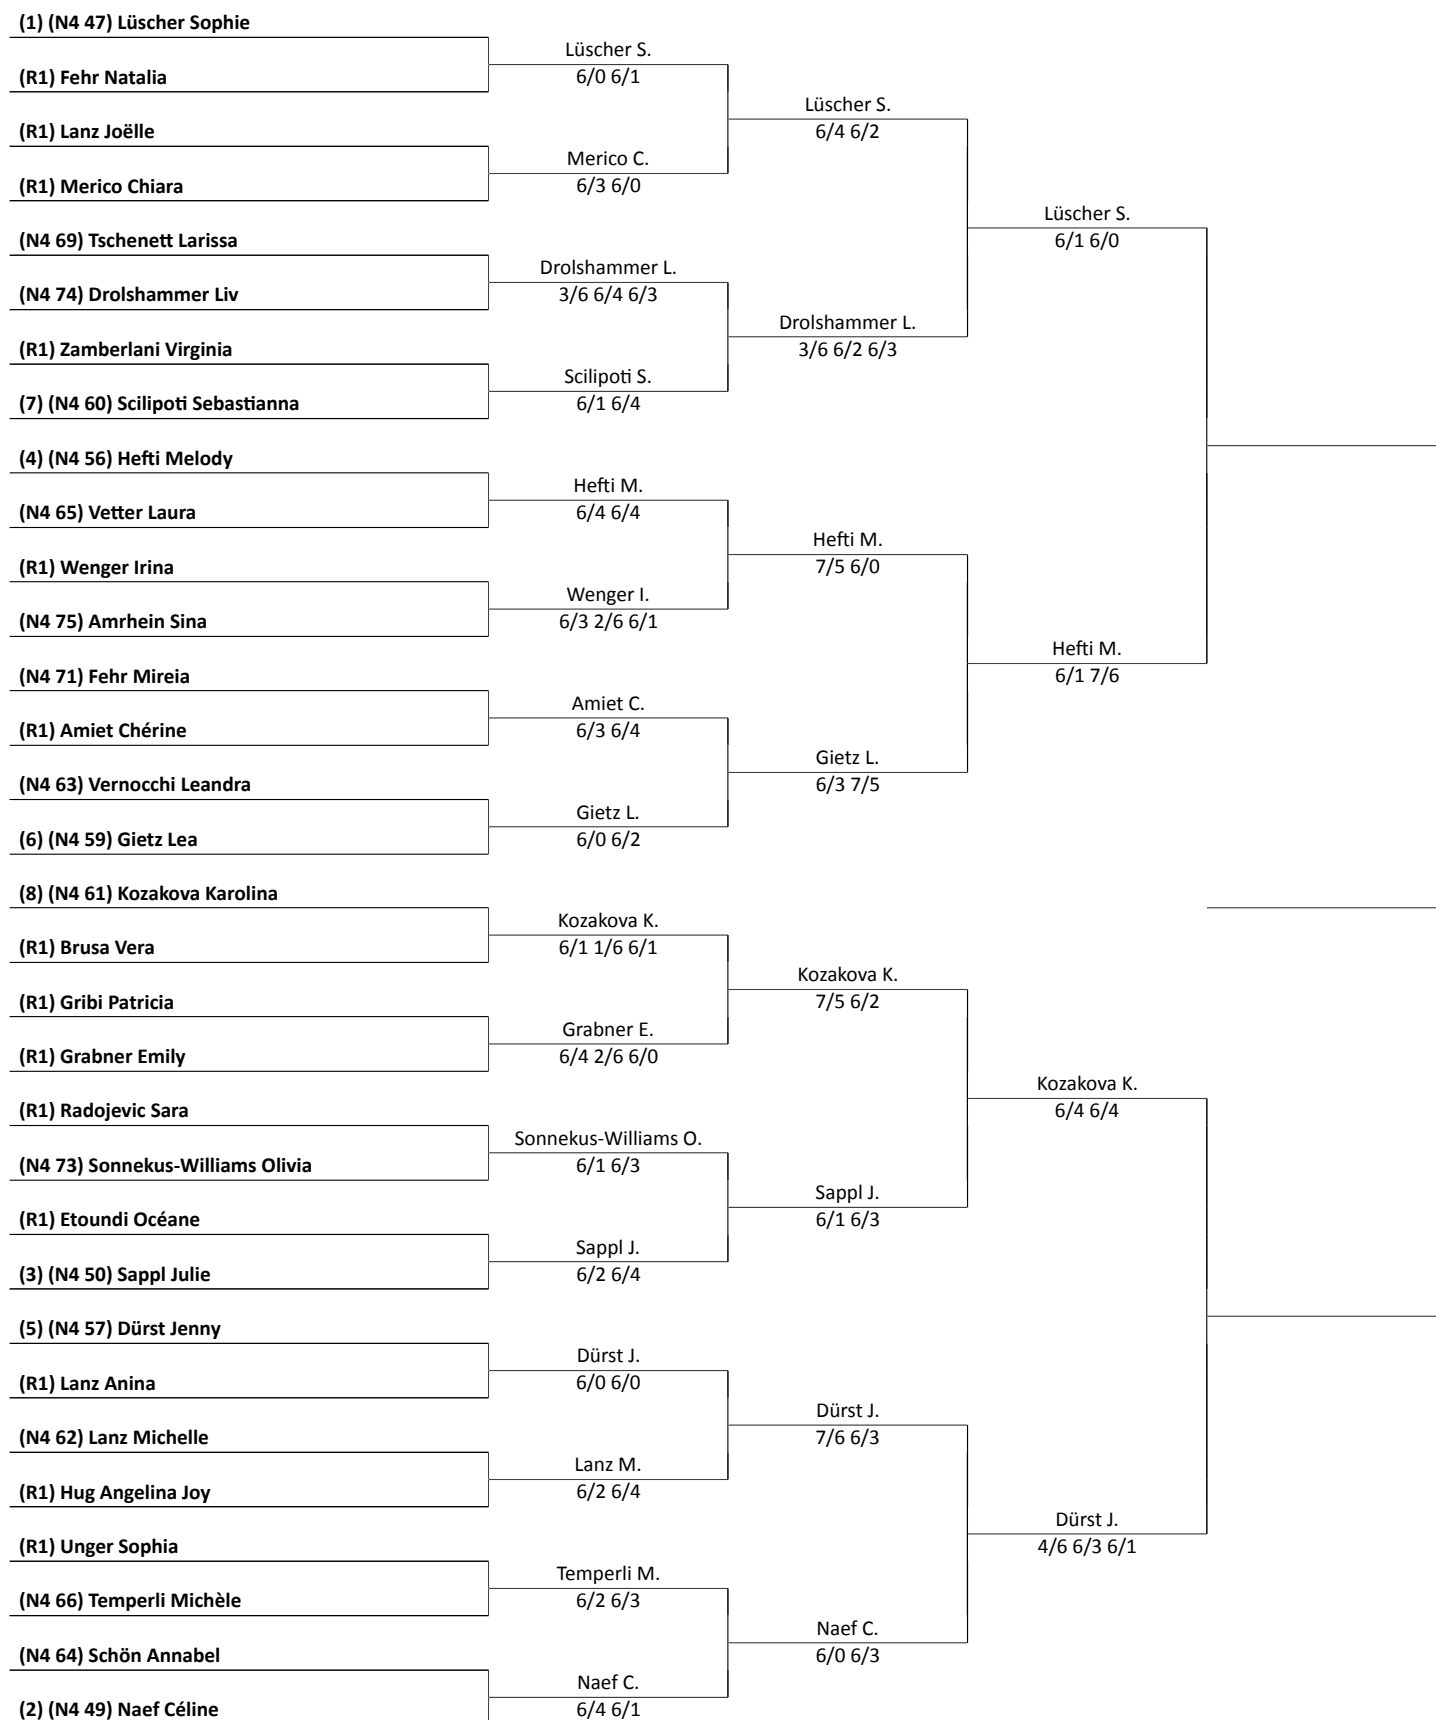 (1) (N4 47) Lüscher Sophie
(R1) Fehr Natalia
(R1) Lanz Joëlle
(R1) Merico Chiara
(N4 69) Tschenett Larissa
(N4 74) Drolshammer Liv
(R1) Zamberlani Virginia
(7) (N4 60) Scilipoti Sebastianna
(4) (N4 56) Hefti Melody
(N4 65) Vetter Laura
(R1) Wenger Irina
(N4 75) Amrhein Sina
(N4 71) Fehr Mireia
(R1) Amiet Chérine
(N4 63) Vernocchi Leandra
(6) (N4 59) Gietz Lea
(8) (N4 61) Kozakova Karolina
(R1) Brusa Vera
(R1) Gribi Patricia
(R1) Grabner Emily
(R1) Radojevic Sara
(N4 73) Sonnekus-Williams Olivia
(R1) Etoundi Océane
(3) (N4 50) Sappl Julie
(5) (N4 57) Dürst Jenny
(R1) Lanz Anina
(N4 62) Lanz Michelle
(R1) Hug Angelina Joy
(R1) Unger Sophia
(N4 66) Temperli Michèle
(N4 64) Schön Annabel
(2) (N4 49) Naef Céline
Lüscher S.
6/0 6/1
Merico C.
6/3 6/0
Drolshammer L.
3/6 6/4 6/3
Scilipoti S.
6/1 6/4
Hefti M.
6/4 6/4
Wenger I.
6/3 2/6 6/1
Amiet C.
6/3 6/4
Gietz L.
6/0 6/2
Kozakova K.
6/1 1/6 6/1
Grabner E.
6/4 2/6 6/0
Sonnekus-Williams O.
6/1 6/3
Sappl J.
6/2 6/4
Dürst J.
6/0 6/0
Lanz M.
6/2 6/4
Temperli M.
6/2 6/3
Naef C.
6/4 6/1
Lüscher S.
6/4 6/2
Drolshammer L.
3/6 6/2 6/3
Hefti M.
7/5 6/0
Gietz L.
6/3 7/5
Kozakova K.
7/5 6/2
Sappl J.
6/1 6/3
Dürst J.
7/6 6/3
Naef C.
6/0 6/3
Lüscher S.
6/1 6/0
Hefti M.
6/1 7/6
Kozakova K.
6/4 6/4
Dürst J.
4/6 6/3 6/1